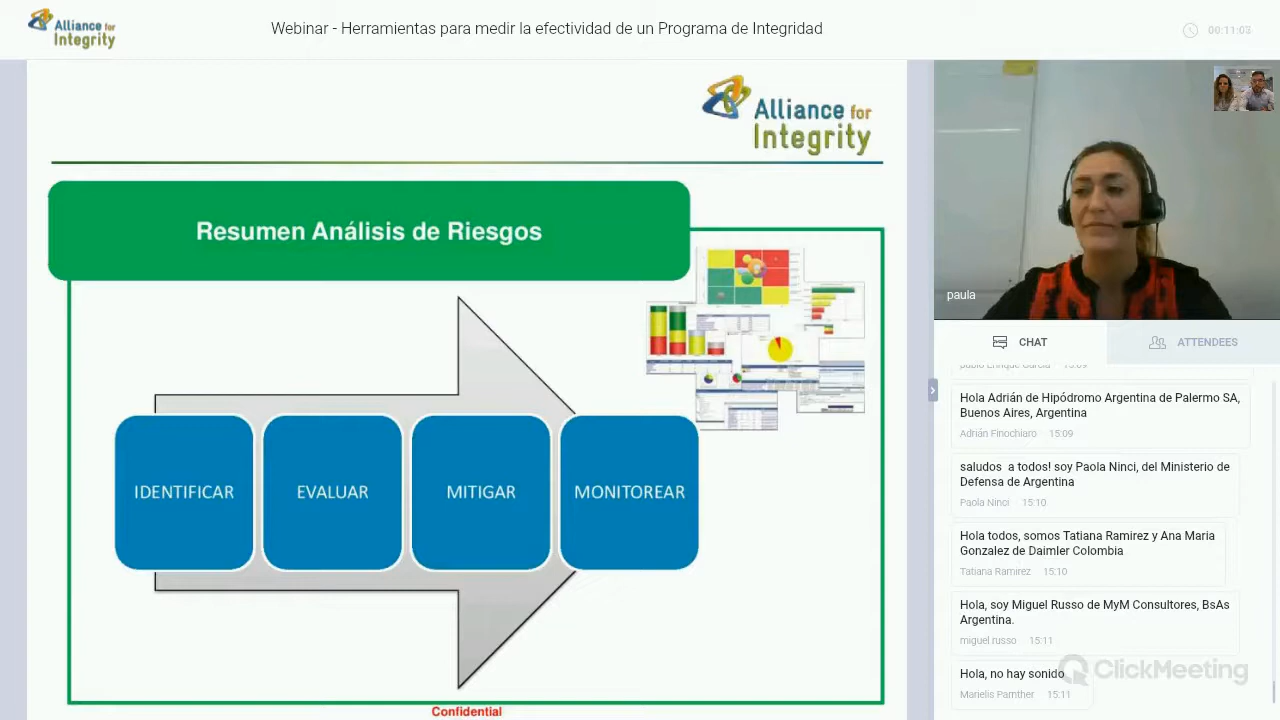 Alliance for
Integrity
Webinar - Herramientas para medir la efectividad de un Programa de Integridad
Alliance for
Integrity
Resumen Análisis de Riesgos
IDENTIFICAR
EVALUAR
MITIGAR
MONITOREAR
Confidential
paula
CHAT
ATTENDEES
15:09
Hola Adrián de Hipódromo Argentina de Palermo SA,
Buenos Aires, Argentina
Adrián Finochiaro 15:09
saludos a todos! soy Paola Ninci, del Ministerio de
Defensa de Argentina
Paola Ninci 15:10
Hola todos, somos Tatiana Ramirez y Ana Maria
Gonzalez de Daimler Colombia
Tatiana Ramirez 15:10
Hola, soy Miguel Russo de MyM Consultores, BsAs
Argentina.
miguel russo 15:11
Hola, no hay sonido
15:11
ClickMeeting